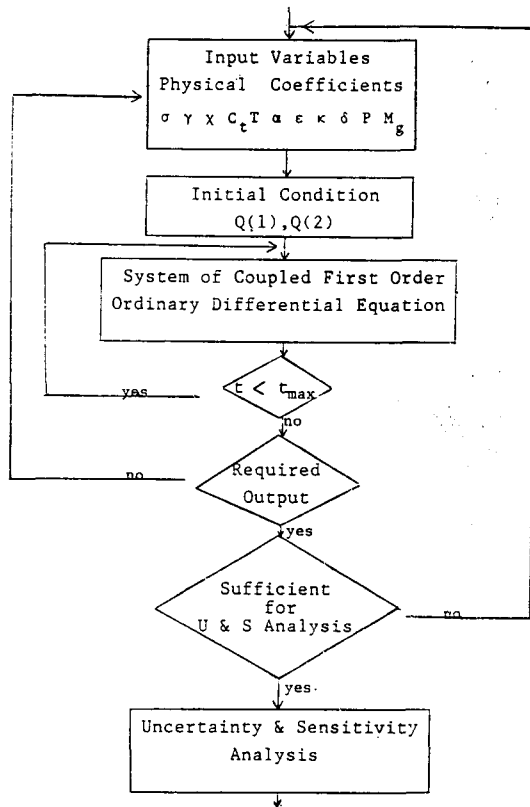 Input Variables
Physical Coefficients
σ γ χ C_t T α ε κ δ P M_g
Initial Condition
Q(1),Q(2)
System of Coupled First Order
Ordinary Differential Equation
yes
t < t_max
no
no
Required
Output
yes
Sufficient
for
U & S Analysis
no
yes.
Uncertainty & Sensitivity
Analysis